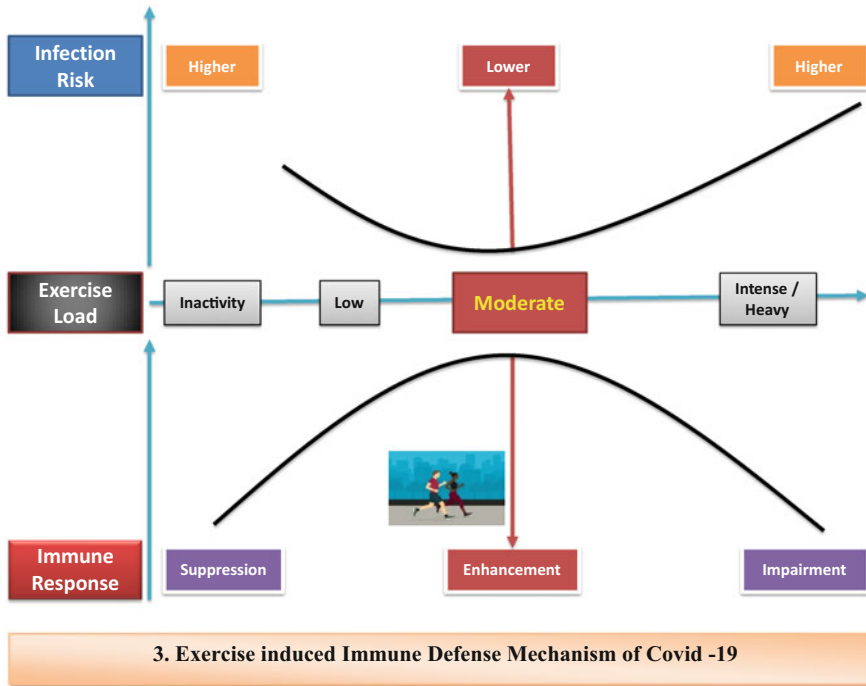 Infection
Risk
Higher
Lower
Higher
Exercise
Load
Inactivity
Low
Moderate
Intense /
Heavy
Immune
Response
Suppression
Enhancement
Impairment
3. Exercise induced Immune Defense Mechanism of Covid -19